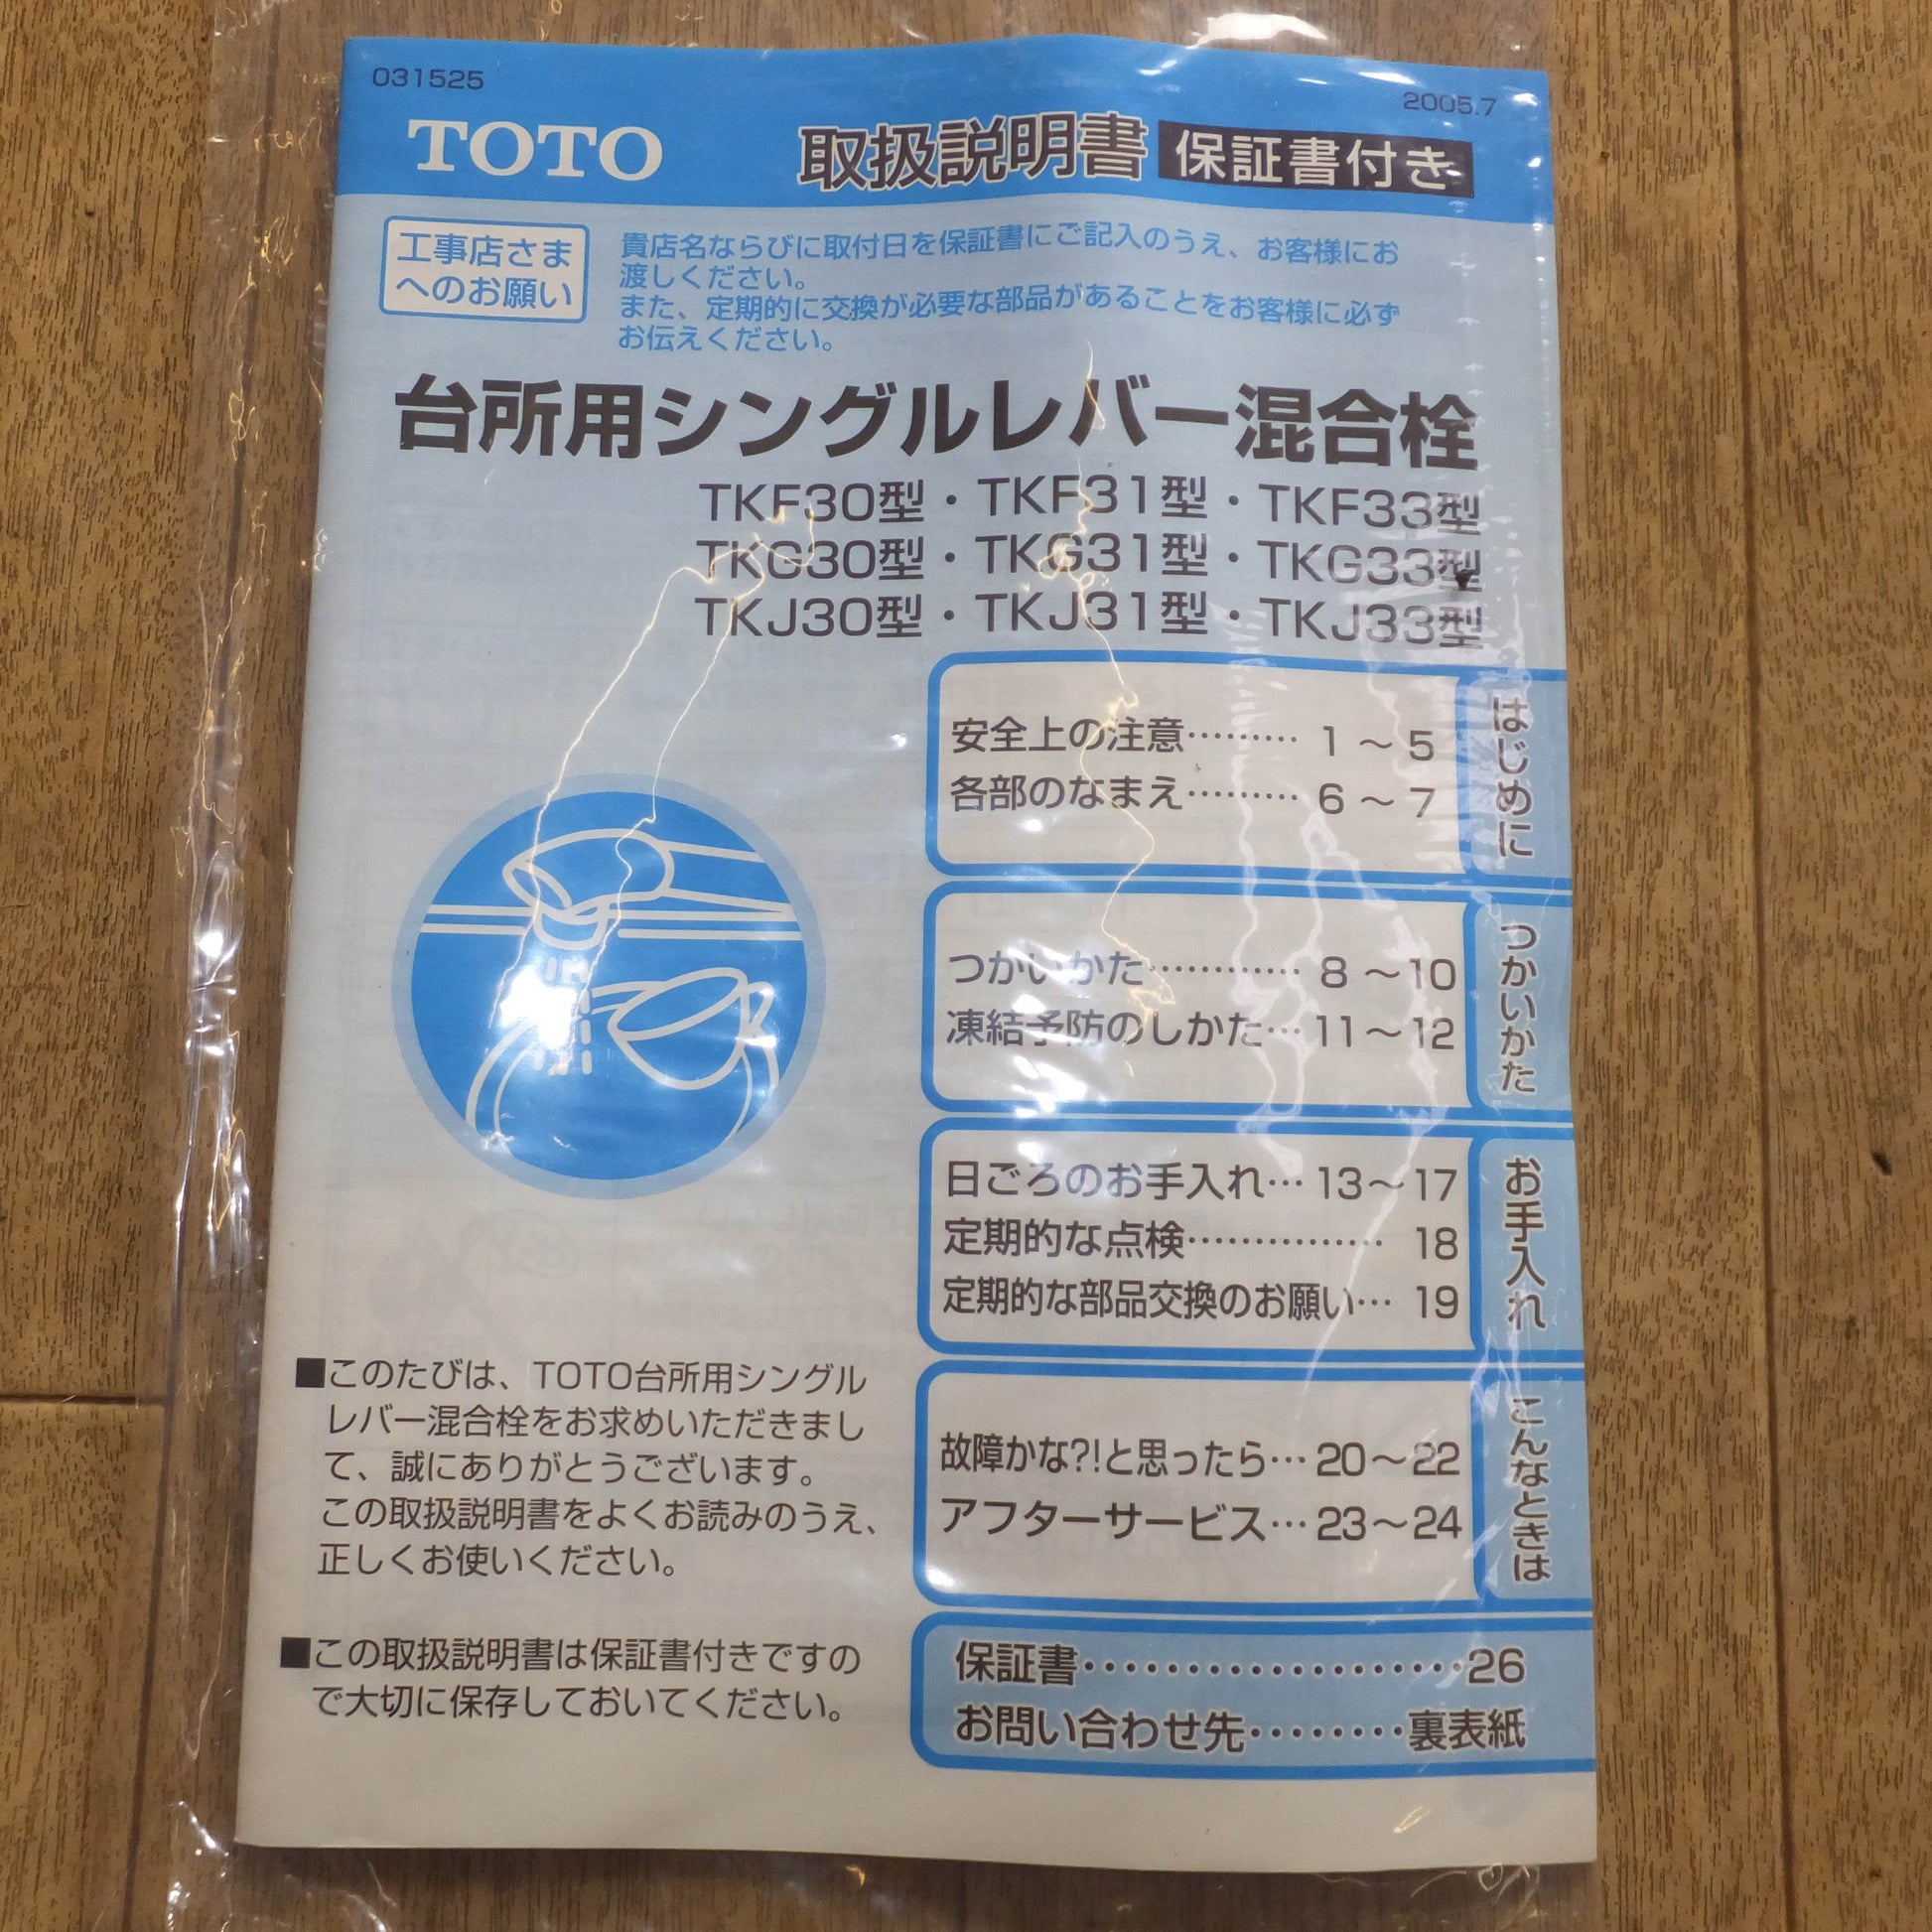 031525
2005.7
TOTO
取扱説明書 保証書付き
工事店さま
へのお願い
貴店名ならびに取付日を保証書にご記入のうえ、お客様にお
渡しください。
また、定期的に交換が必要な部品があることをお客様に必ず
お伝えください。
台所用シングルレバー混合栓
TKF30型・TKF31型・TKF33型
TKG30型・TKG31型・TKG33型
TKJ30型・TKJ31型・TKJ33型
はじめに
安全上の注意……… 1 ～ 5
各部のなまえ……… 6 ～ 7
つかいかた
つかいかた………… 8 ～10
凍結予防のしかた…11～12
お手入れ
日ごろのお手入れ…13～17
定期的な点検…………… 18
定期的な部品交換のお願い… 19
こんなときは
故障かな?!と思ったら…20～22
アフターサービス…23～24
保証書・・・・・・・・・・・・・・・・・・・26
お問い合わせ先・・・・・・・・裏表紙
■このたびは、TOTO台所用シングル
レバー混合栓をお求めいただきまし
て、誠にありがとうございます。
この取扱説明書をよくお読みのうえ、
正しくお使いください。
■この取扱説明書は保証書付きですの
で大切に保存しておいてください。